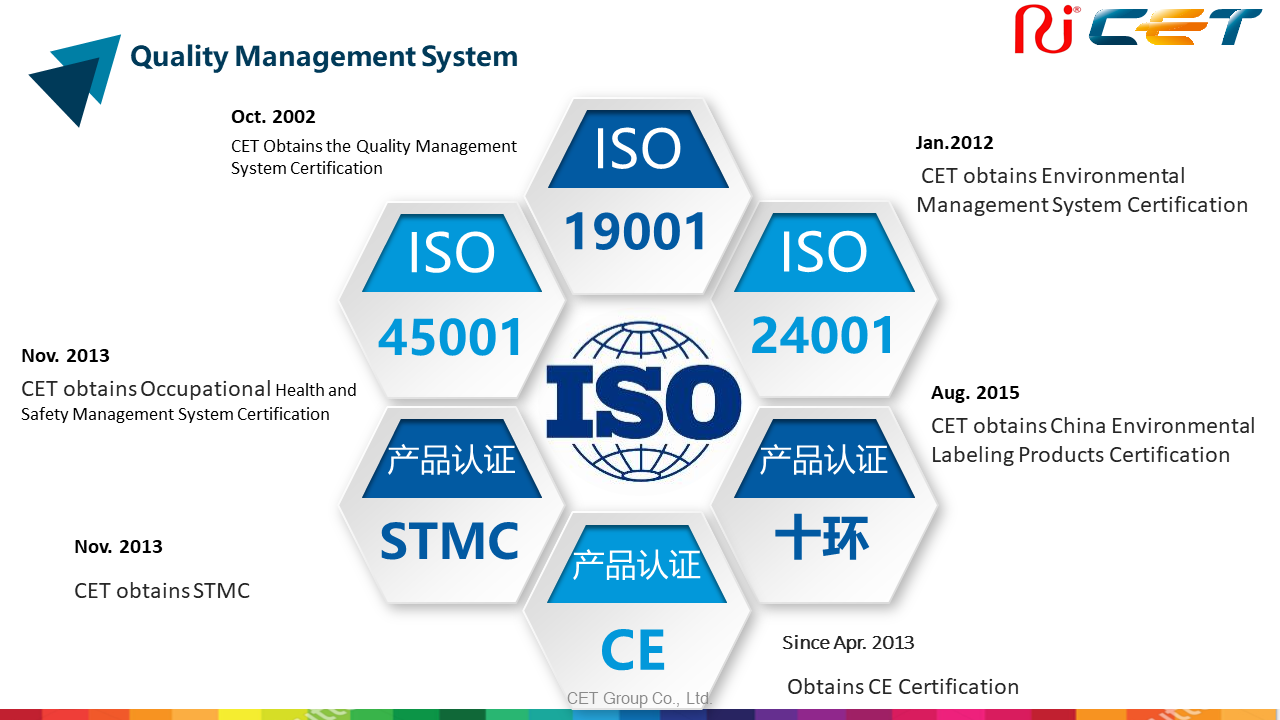 Quality Management System
CET
Oct. 2002
CET Obtains the Quality Management
System Certification
ISO
19001
Jan.2012
CET obtains Environmental
Management System Certification
ISO
45001
ISO
24001
Nov. 2013
CET obtains Occupational Health and
Safety Management System Certification
ISO
Aug. 2015
CET obtains China Environmental
Labeling Products Certification
产品认证
STMC
产品认证
十环
Nov. 2013
CET obtains STMC
产品认证
CE
Since Apr. 2013
Obtains CE Certification
CET Group Co., Ltd.